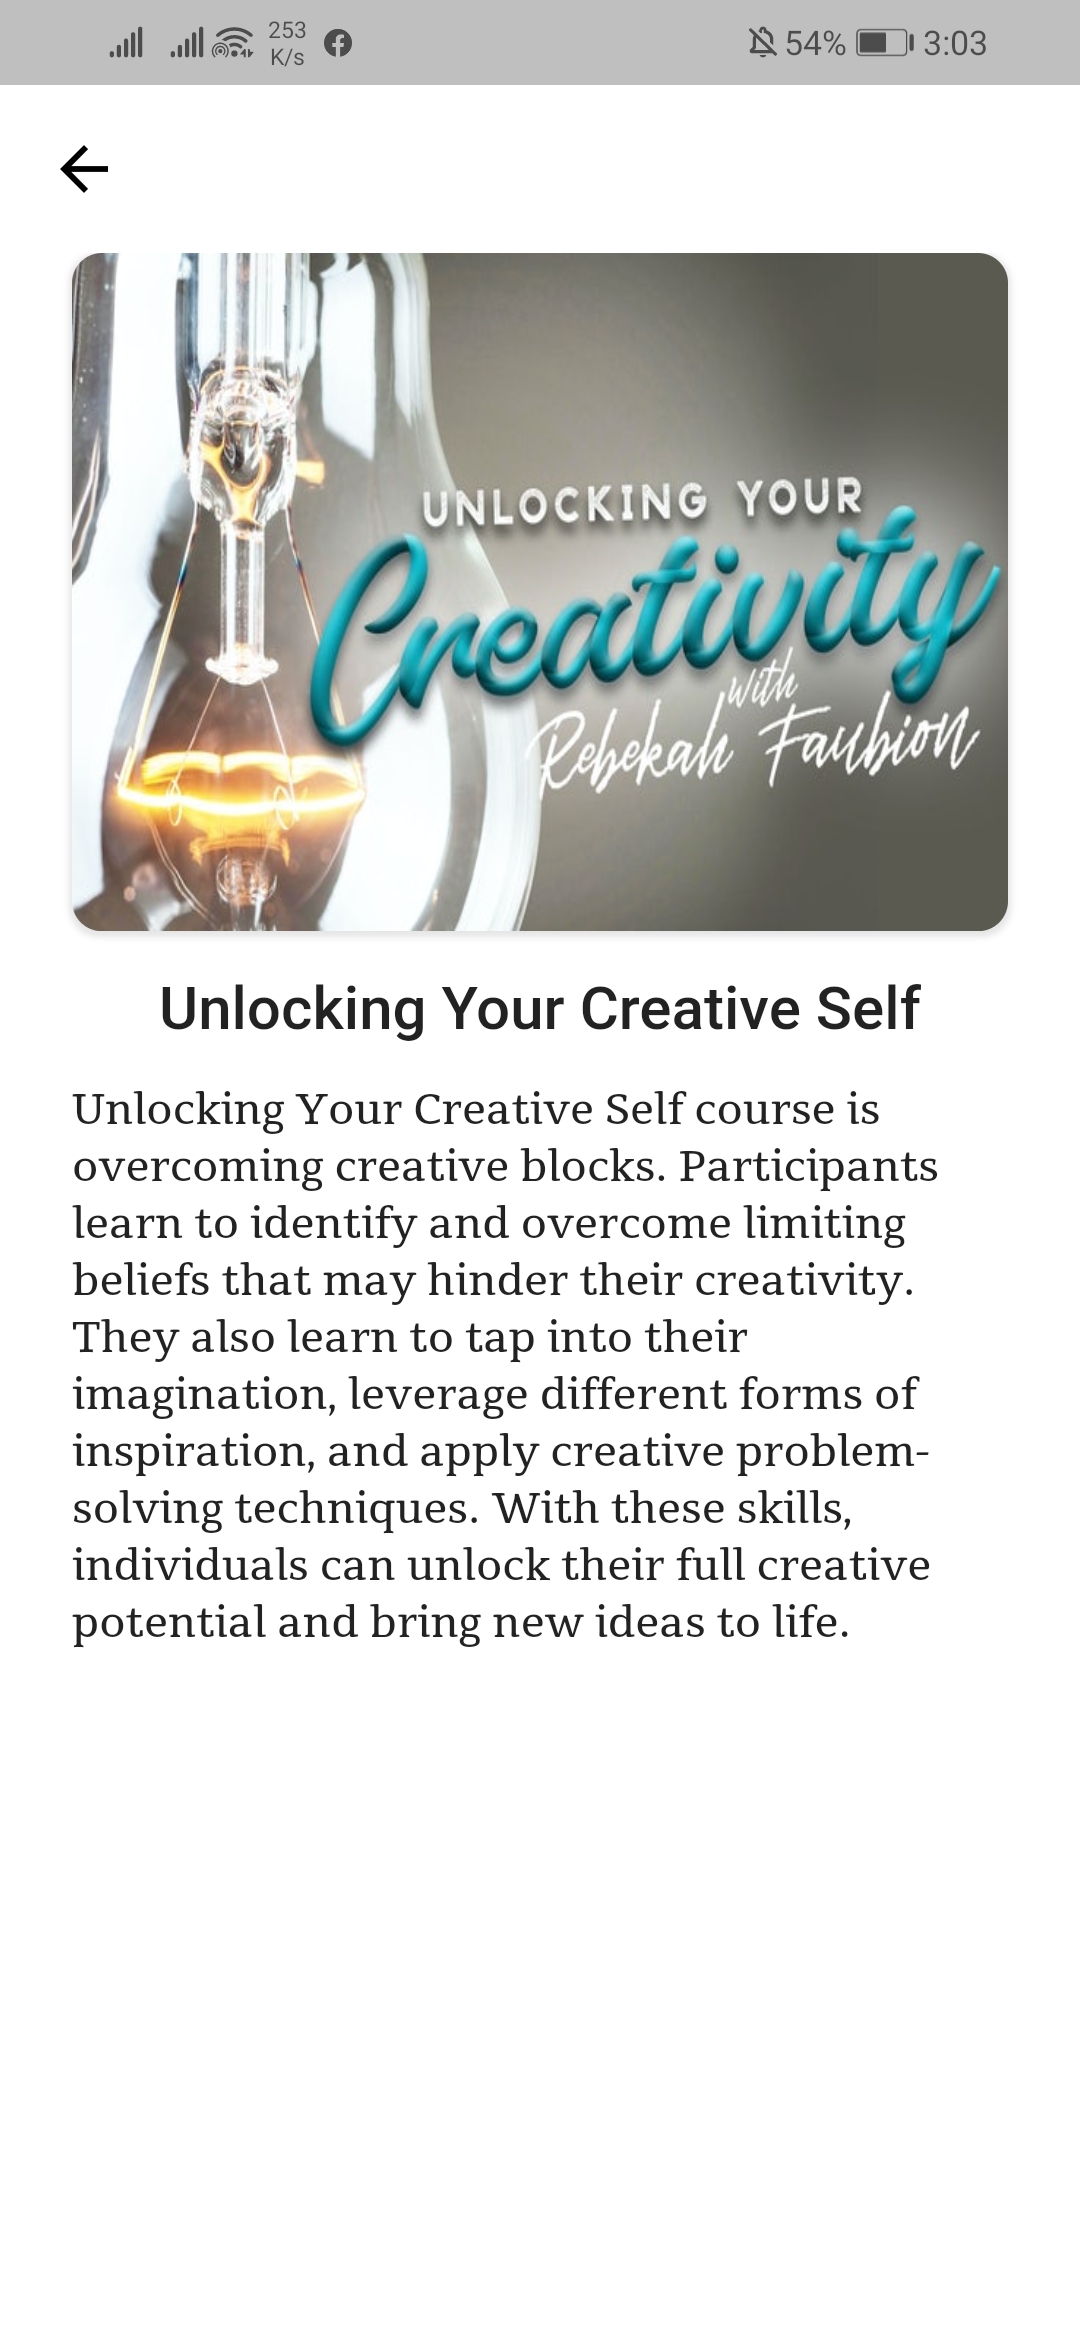 253
K/s
54%
3:03
UNLOCKING YOUR
Creativity
with
Rebekah Faubion
Unlocking Your Creative Self
Unlocking Your Creative Self course is
overcoming creative blocks. Participants
learn to identify and overcome limiting
beliefs that may hinder their creativity.
They also learn to tap into their
imagination, leverage different forms of
inspiration, and apply creative problem-
solving techniques. With these skills,
individuals can unlock their full creative
potential and bring new ideas to life.